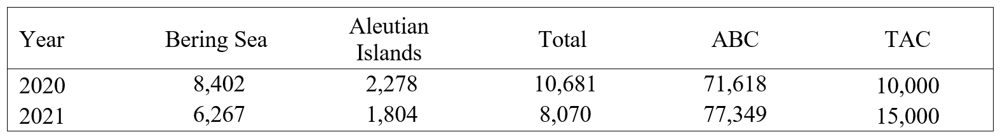 Year Bering Sea Aleutian Islands Total ABC TAC
2020 8,402 2,278 10,681 71,618 10,000
2021 6,267 1,804 8,070 77,349 15,000